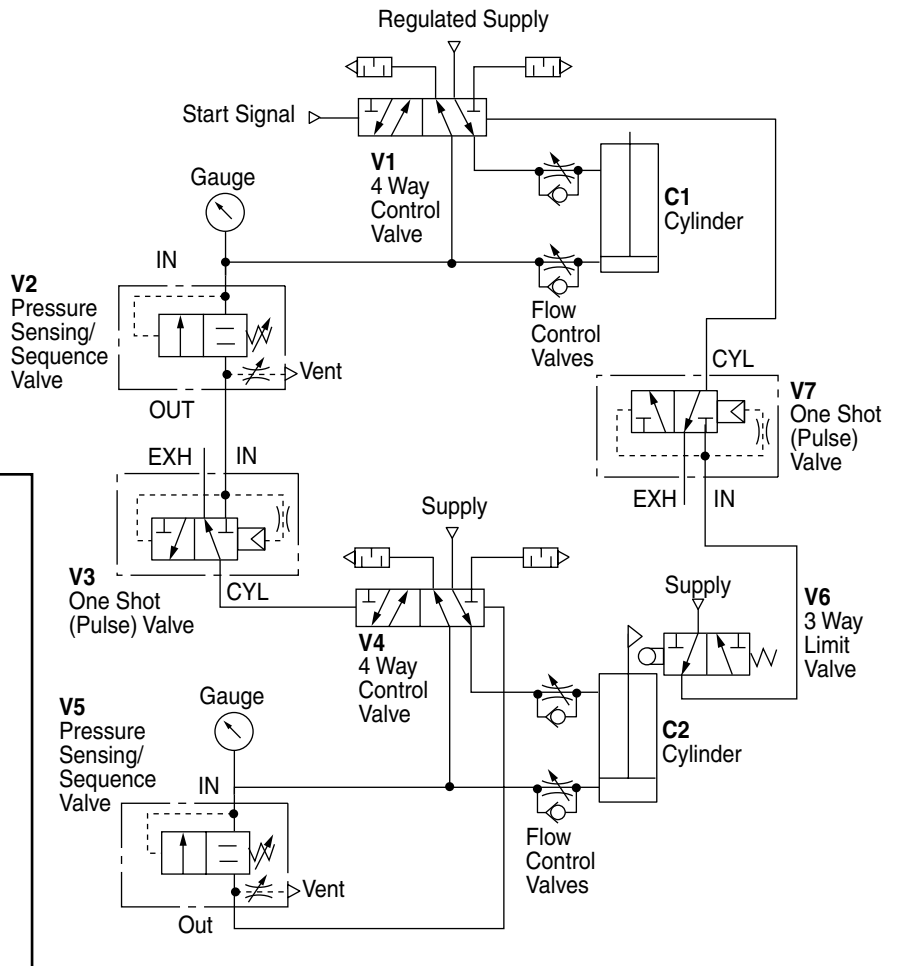 Regulated Supply
Start Signal
V1
4 Way
Control
Valve
C1
Cylinder
Gauge
IN
V2
Pressure
Sensing/
Sequence
Valve
Vent
OUT
Flow
Control
Valves
CYL
V7
One Shot
(Pulse)
Valve
EXH
IN
EXH
IN
V3
One Shot
(Pulse) Valve
CYL
Supply
V4
4 Way
Control
Valve
Supply
V6
3 Way
Limit
Valve
Gauge
V5
Pressure
Sensing/
Sequence
Valve
IN
C2
Cylinder
Flow
Control
Valves
Vent
Out